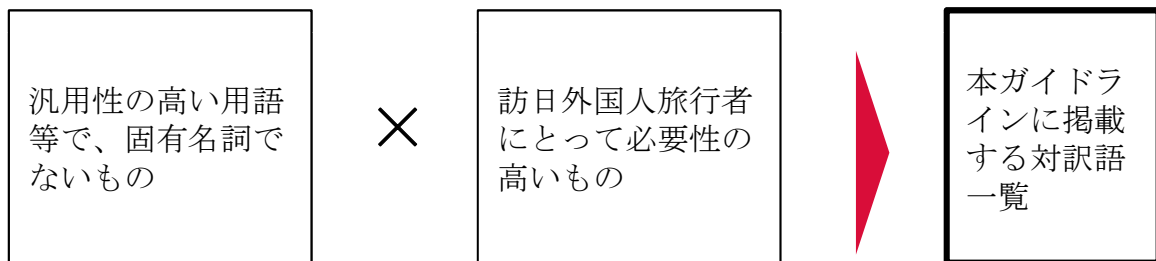 汎用性の高い用語
等で、固有名詞で
ないもの
×
訪日外国人旅行者
にとって必要性の
高いもの
本ガイドラ
インに掲載
する対訳語
一覧